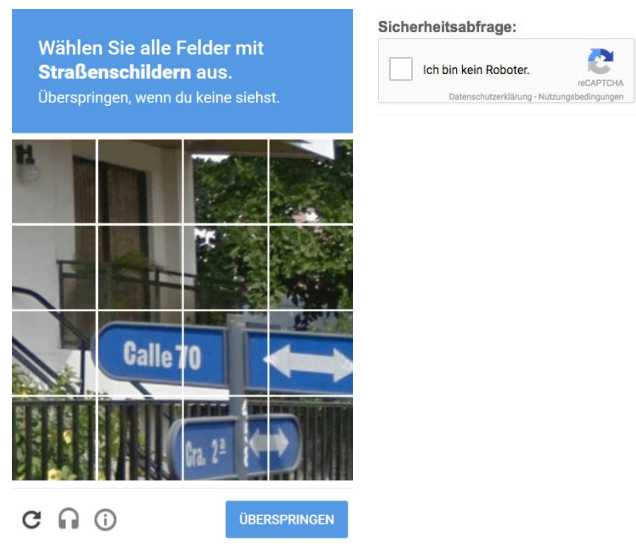 Wählen Sie alle Felder mit
Straßenschildern aus.
Überspringen, wenn du keine siehst.
H
Calle 70
Cra. 2ª
ÜBERSPRINGEN
Sicherheitsabfrage:
Ich bin kein Roboter.
reCAPTCHA
Datenschutzerklärung - Nutzungsbedingungen